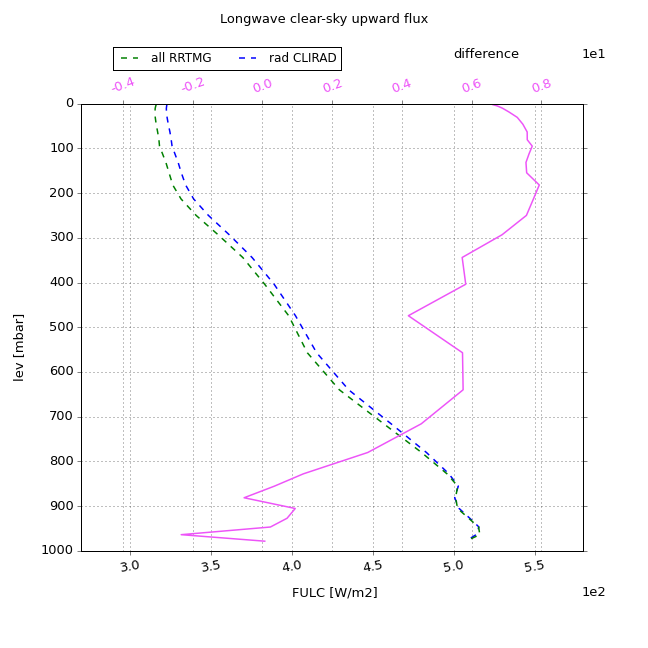 Longwave clear-sky upward flux
all RRTMG rad CLIRAD difference 1e1
-0.4 -0.2 0.0 0.2 0.4 0.6 0.8
0
100
200
300
400
500
600
700
800
900
1000
lev [mbar]
3.0 3.5 4.0 4.5 5.0 5.5
FULC [W/m2] 1e2